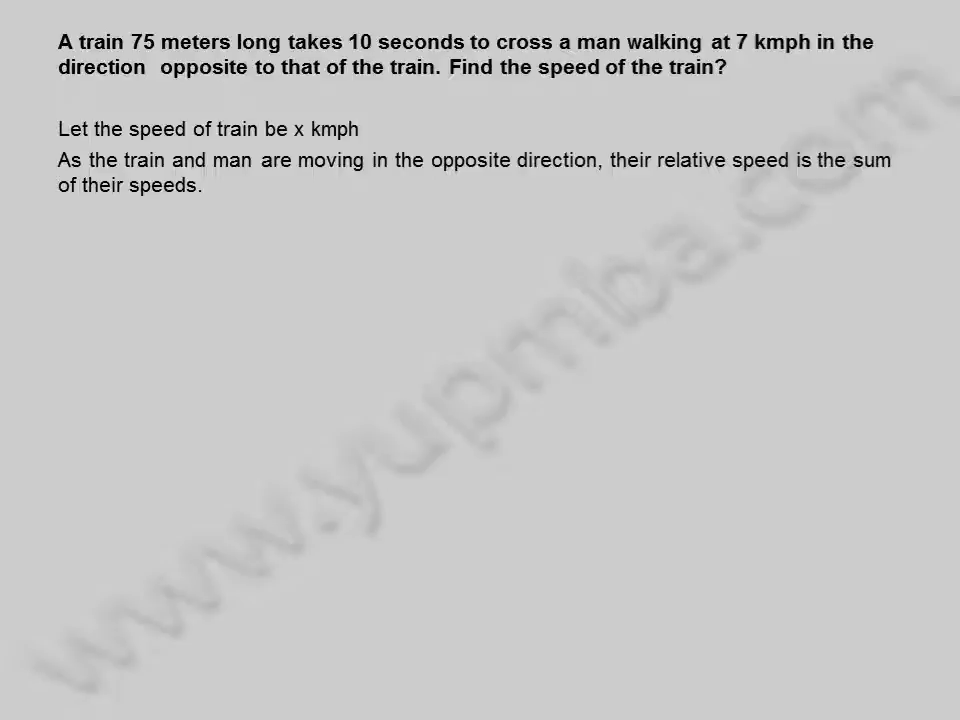 A train 75 meters long takes 10 seconds to cross a man walking at 7 kmph in the
direction opposite to that of the train. Find the speed of the train?
Let the speed of train be x kmph
As the train and man are moving in the opposite direction, their relative speed is the sum
of their speeds.
www.yupmba.com